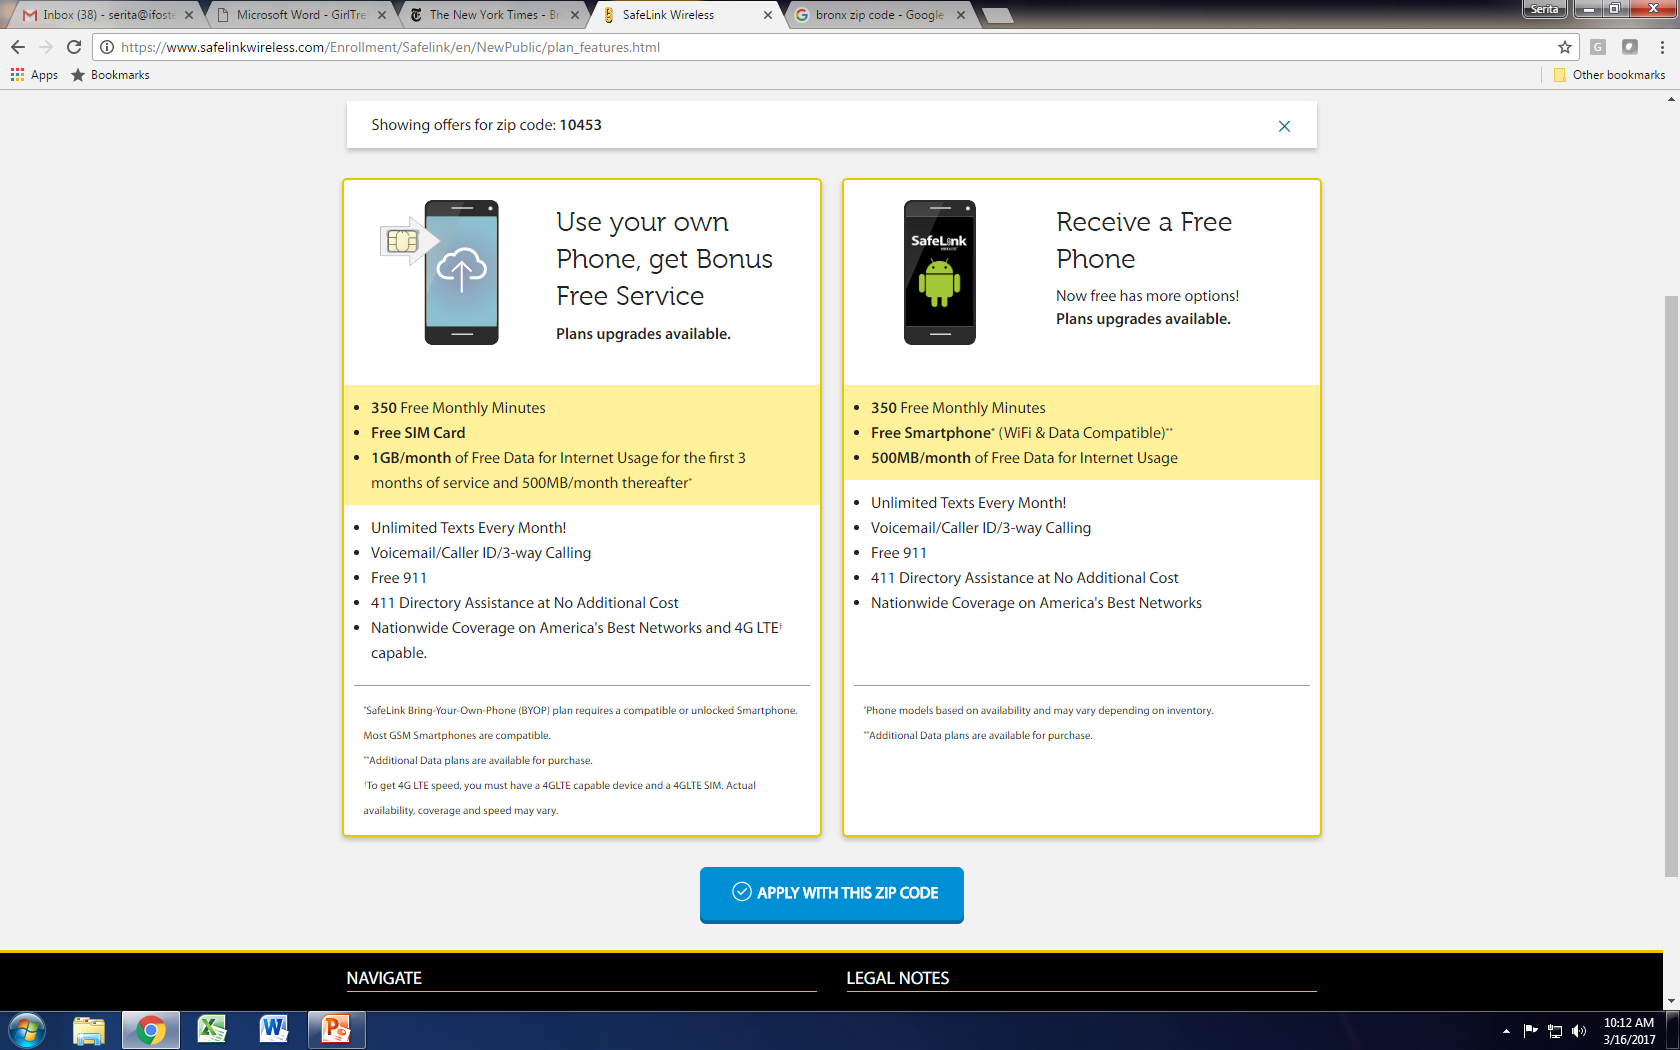 Inbox (38) - serita@ifoste
Microsoft Word - GirlTre
The New York Times - Br
SafeLink Wireless
bronx zip code - Google
Serita
https://www.safelinkwireless.com/Enrollment/Safelink/en/NewPublic/plan_features.html
G
Apps
Bookmarks
Other bookmarks
Showing offers for zip code: 10453
Use your own
Phone, get Bonus
Free Service
Plans upgrades available.
350 Free Monthly Minutes
Free SIM Card
1GB/month of Free Data for Internet Usage for the first 3
months of service and 500MB/month thereafter*
Unlimited Texts Every Month!
Voicemail/Caller ID/3-way Calling
Free 911
411 Directory Assistance at No Additional Cost
Nationwide Coverage on America's Best Networks and 4G LTE†
capable.
*SafeLink Bring-Your-Own-Phone (BYOP) plan requires a compatible or unlocked Smartphone.
Most GSM Smartphones are compatible.
**Additional Data plans are available for purchase.
†To get 4G LTE speed, you must have a 4GLTE capable device and a 4GLTE SIM. Actual
availability, coverage and speed may vary.
SafeLink
Receive a Free
Phone
Now free has more options!
Plans upgrades available.
350 Free Monthly Minutes
Free Smartphone* (WiFi & Data Compatible)**
500MB/month of Free Data for Internet Usage
Unlimited Texts Every Month!
Voicemail/Caller ID/3-way Calling
Free 911
411 Directory Assistance at No Additional Cost
Nationwide Coverage on America's Best Networks
*Phone models based on availability and may vary depending on inventory.
**Additional Data plans are available for purchase.
APPLY WITH THIS ZIP CODE
NAVIGATE
LEGAL NOTES
10:12 AM
3/16/2017